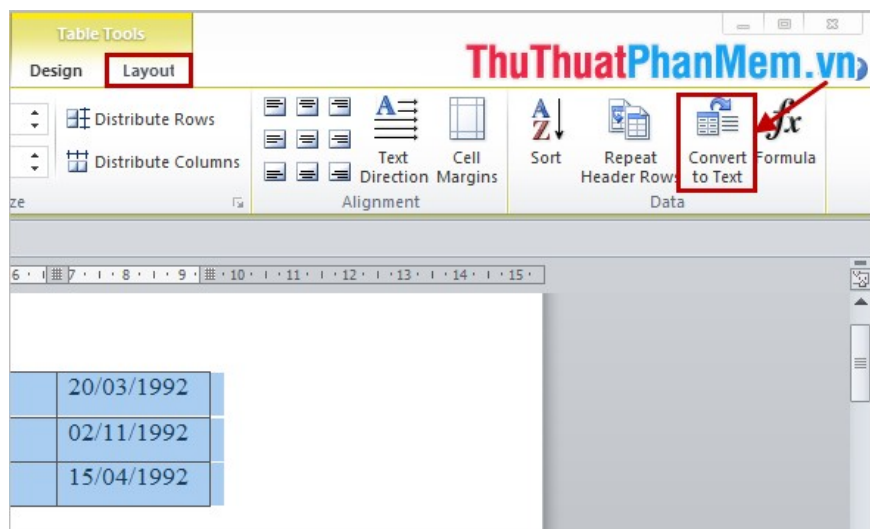 Table Tools
ThuThuatPhanMem.vn
Design Layout
Distribute Rows
Distribute Columns
Text Direction
Cell Margins
Sort
Repeat Header Rows
Convert to Text
Formula
Alignment
Data
6 7 8 9 10 11 12 13 14 15
20/03/1992
02/11/1992
15/04/1992